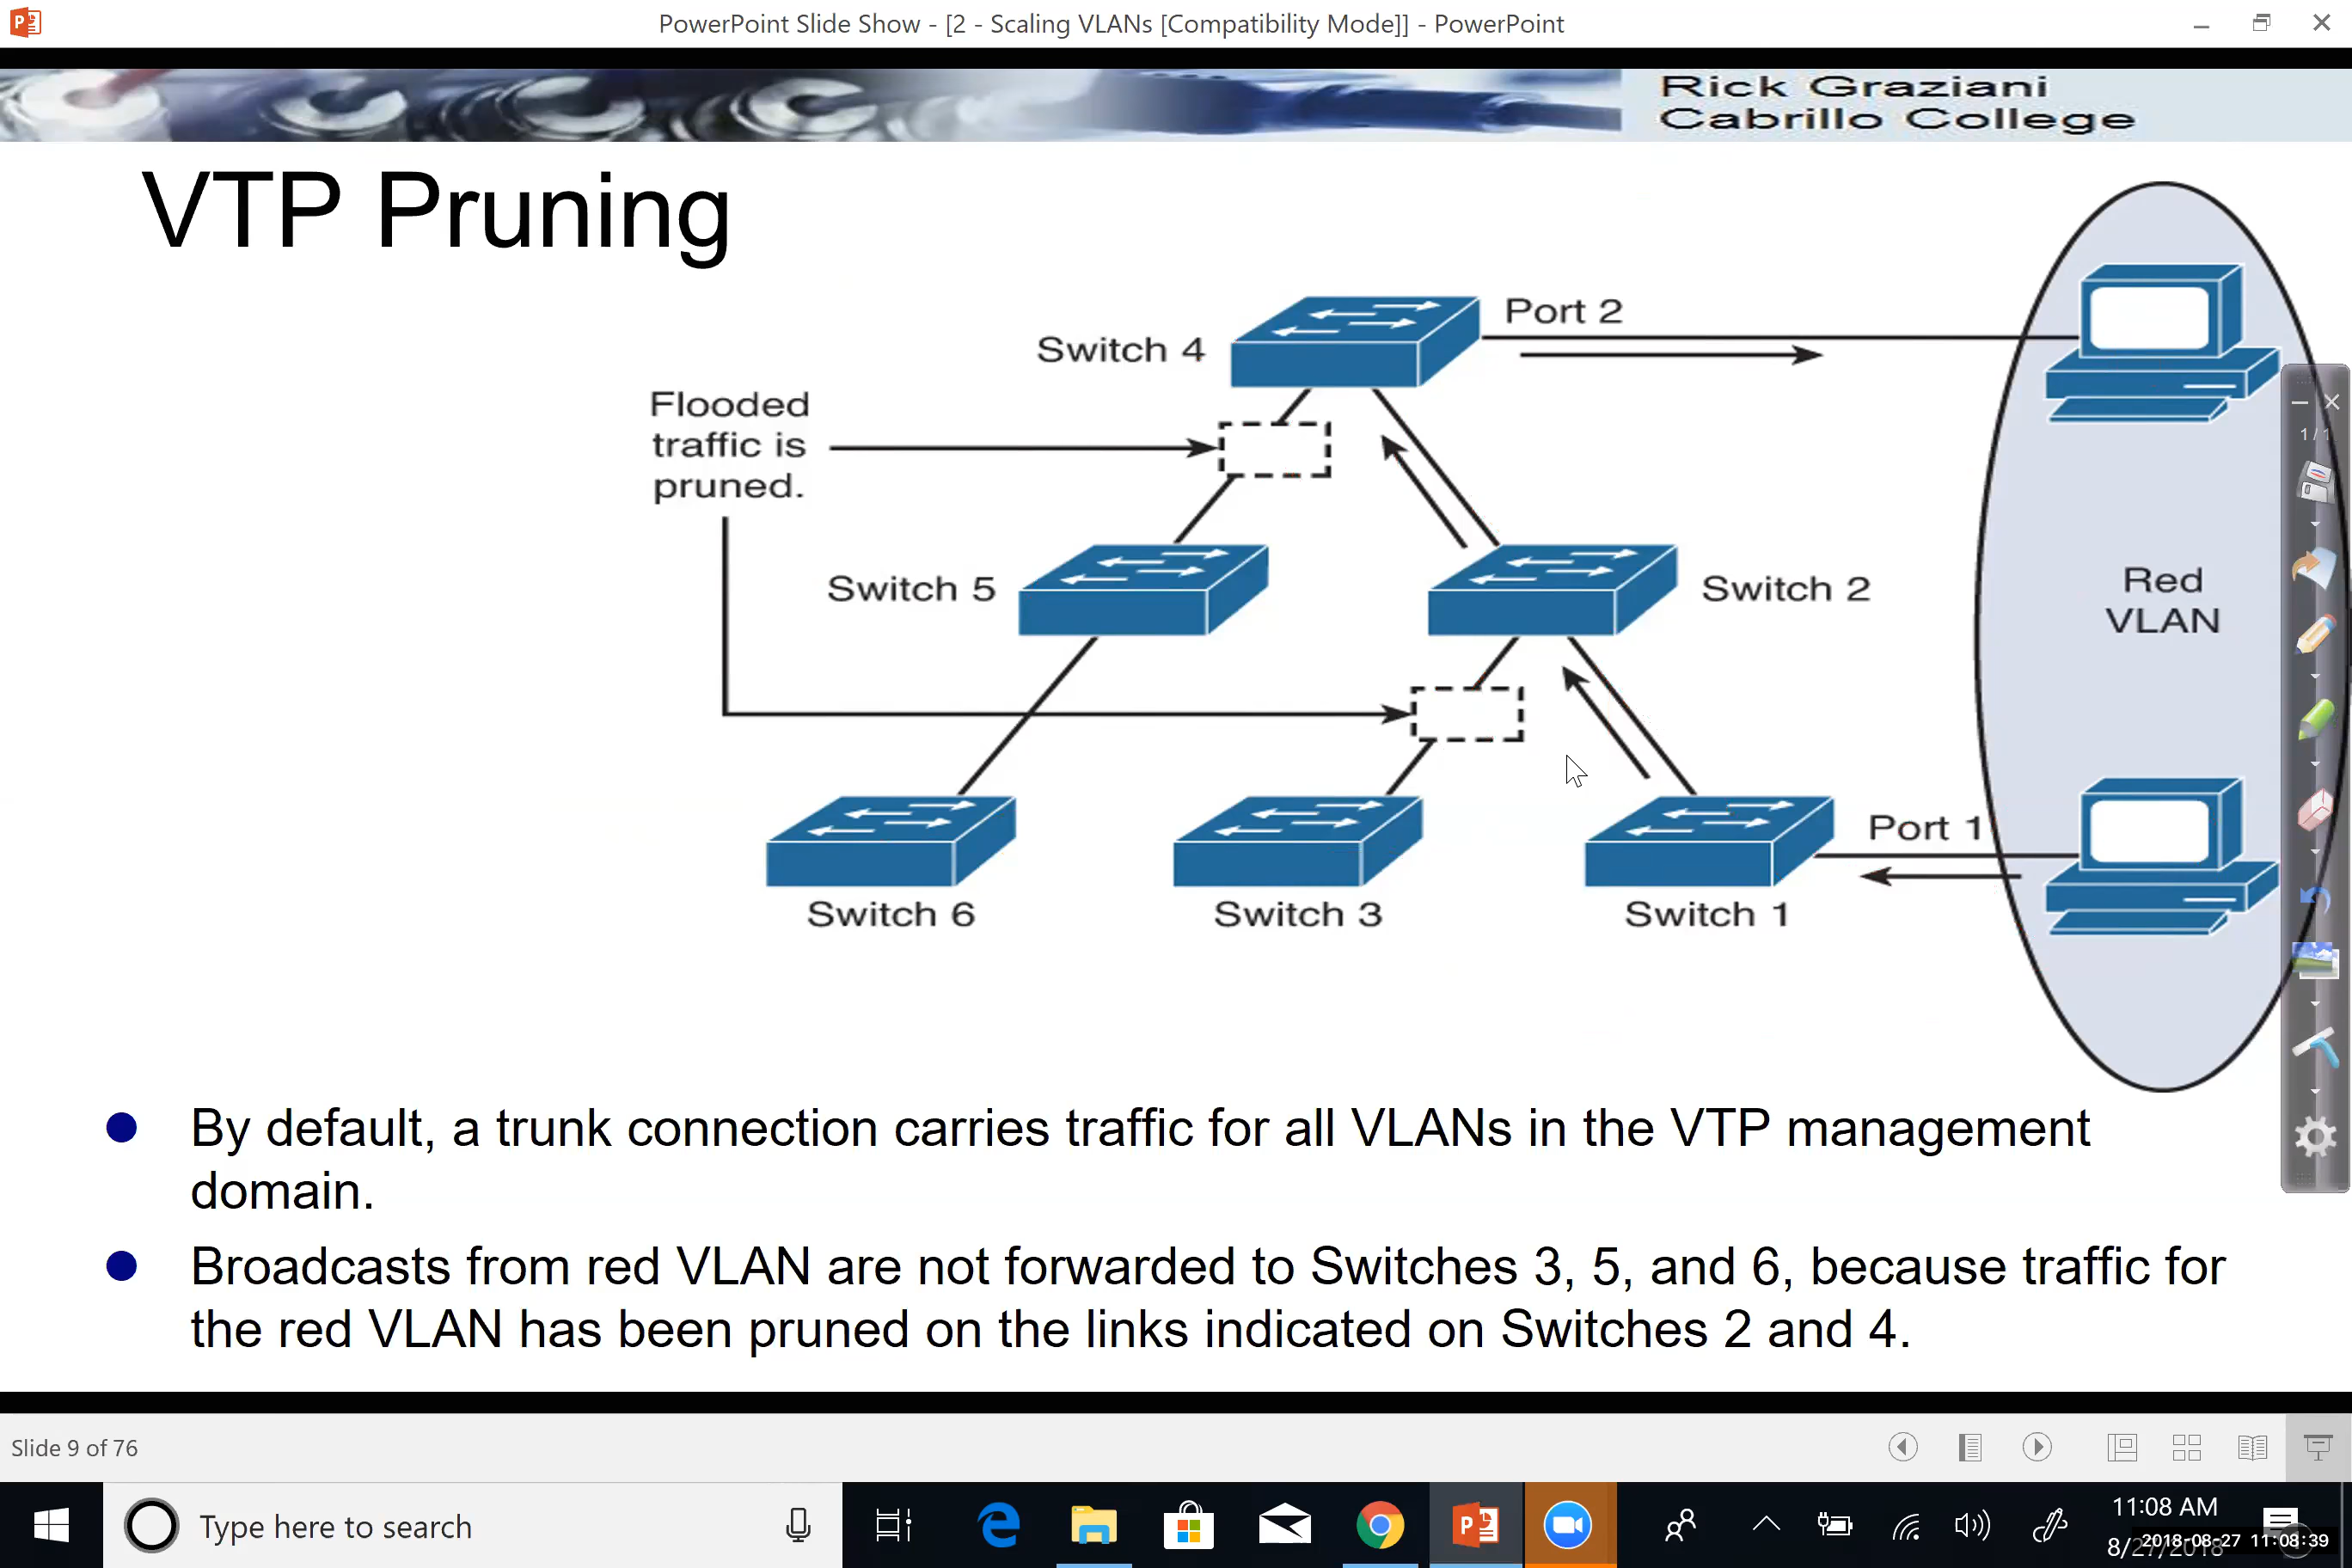 PowerPoint Slide Show - [2 - Scaling VLANs [Compatibility Mode]] - PowerPoint
Rick Graziani
Cabrillo College
VTP Pruning
Port 2
Switch 4
Flooded
traffic is
pruned.
1/1
Switch 5
Switch 2
Red
VLAN
Port 1
Switch 6
Switch 3
Switch 1
By default, a trunk connection carries traffic for all VLANs in the VTP management
domain.
Broadcasts from red VLAN are not forwarded to Switches 3, 5, and 6, because traffic for
the red VLAN has been pruned on the links indicated on Switches 2 and 4.
Slide 9 of 76
Type here to search
11:08 AM
8/27/2018
2018-08-27 11:08:39